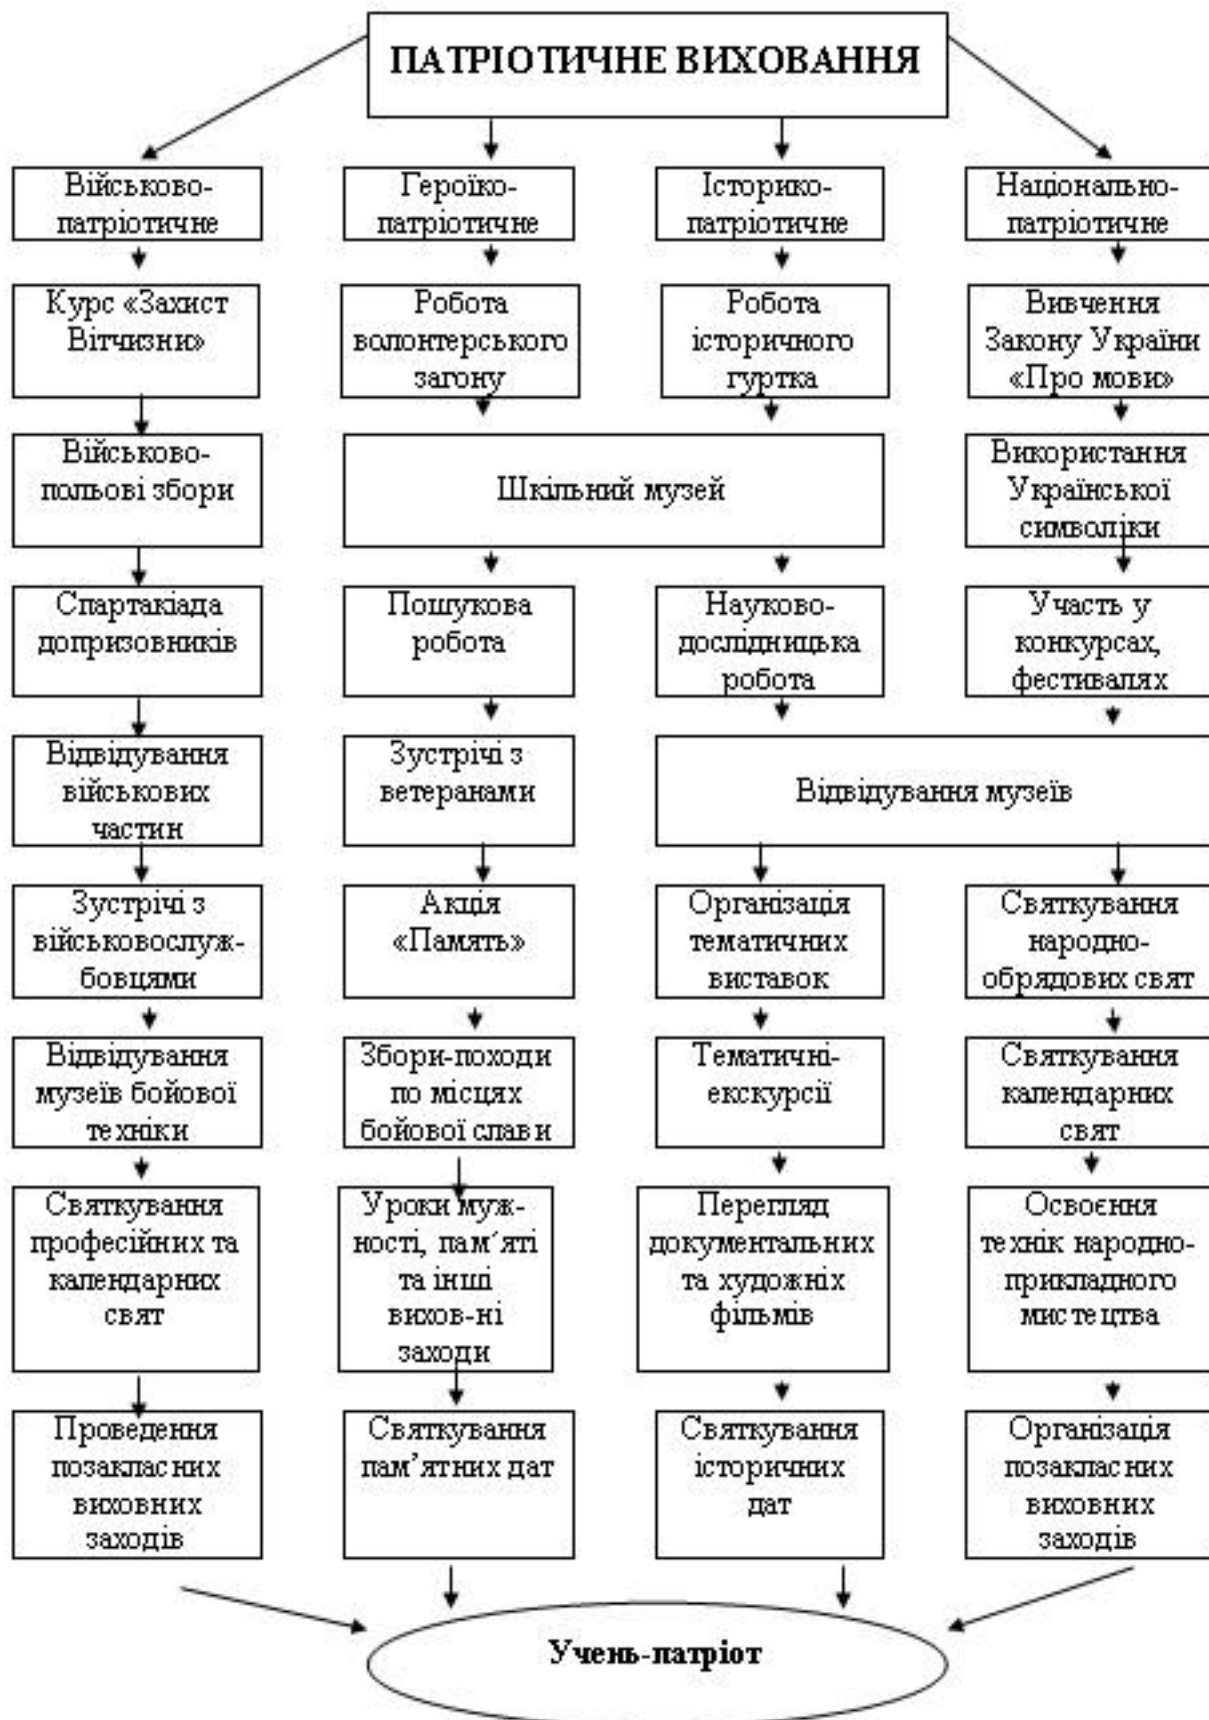 ПАТРІОТИЧНЕ ВИХОВАННЯ
Військово-
патріотичне
Героїко-
патріотичне
Історико-
патріотичне
Національно-
патріотичне
Курс «Захист
Вітчизни»
Робота
волонтерського
загону
Робота
історичного
гуртка
Вивчення
Закону України
«Про мови»
Військово-
польові збори
Шкільний музей
Використання
Української
символіки
Спартакіада
допризовників
Пошукова
робота
Науково-
дослідницька
робота
Участь у
конкурсах,
фестивалях
Відвідування
військових
частин
Зустрічі з
ветеранами
Відвідування музеїв
Зустрічі з
військовослуж-
бовцями
Акція
«Память»
Організація
тематичних
виставок
Святкування
народно-
обрядових свят
Відвідування
музеїв бойової
техніки
Збори-походи
по місцях
бойової слави
Тематичні-
екскурсії
Святкування
календарних
свят
Святкування
професійних та
календарних
свят
Уроки муж-
ності, пам´яті
та інші
вихов-ні
заходи
Перегляд
документальних
та художніх
фільмів
Освоєння
технік народно-
прикладного
мистецтва
Проведення
позакласних
виховних
заходів
Святкування
пам’ятних дат
Святкування
історичних
дат
Організація
позакласних
виховних
заходів
Учень-патріот